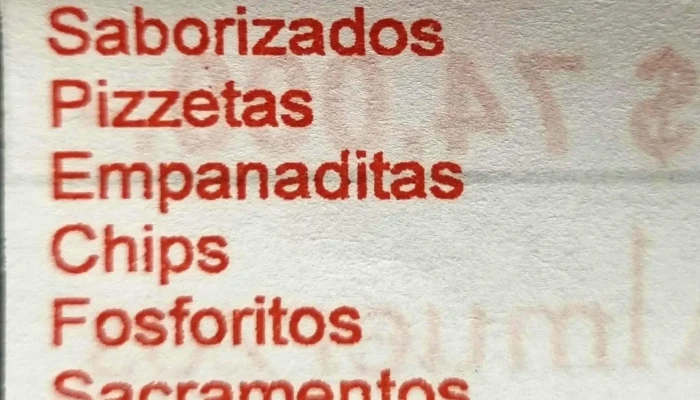 Saborizados
Pizzetas
Empanaditas
Chips
Fosforitos
Sacramentos